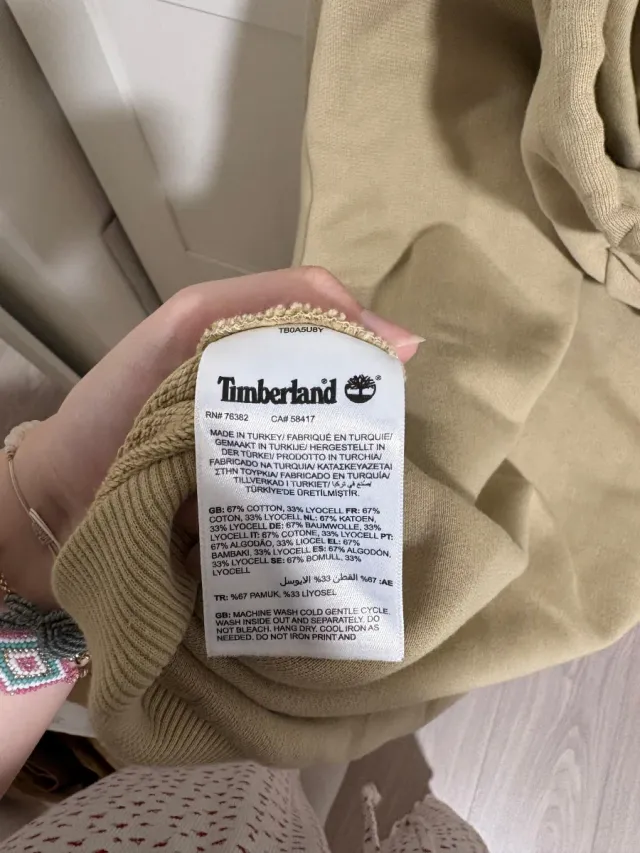 TB0A5U8Y
Timberland®
RN# 76382 CA# 58417
MADE IN TURKEY/ FABRIQUÉ EN TURQUIE/
GEMAAKT IN TURKIJE/ HERGESTELLT IN
DER TÜRKEI/ PRODOTTO IN TURCHIA/
FABRICADO NA TURQUIA/ ΚΑΤΑΣΚΕΥΑΖΕΤΑΙ
ΣΤΗΝ ΤΟΥΡΚΙΑ/ FABRICADO EN TURQUÍA/
TILLVERKAD I TURKIET/ يصنع في تركيا/
TÜRKİYE'DE ÜRETİLMİŞTİR.
GB: 67% COTTON, 33% LYOCELL FR: 67%
COTON, 33% LYOCELL NL: 67% KATOEN,
33% LYOCELL DE: 67% BAUMWOLLE, 33%
LYOCELL IT: 67% COTONE, 33% LYOCELL PT:
67% ALGODÃO, 33% LIOCEL EL: 67%
ΒΑΜΒΑΚΙ, 33% LYOCELL ES: 67% ALGODÓN,
33% LYOCELL SE: 67% BOMULL, 33%
LYOCELL
AE: 67% القطن 33% الايوسل
TR: %67 PAMUK, %33 LİYOSEL
GB: MACHINE WASH COLD GENTLE CYCLE.
WASH INSIDE OUT AND SEPARATELY. DO
NOT BLEACH. HANG DRY. COOL IRON AS
NEEDED. DO NOT IRON PRINT AND